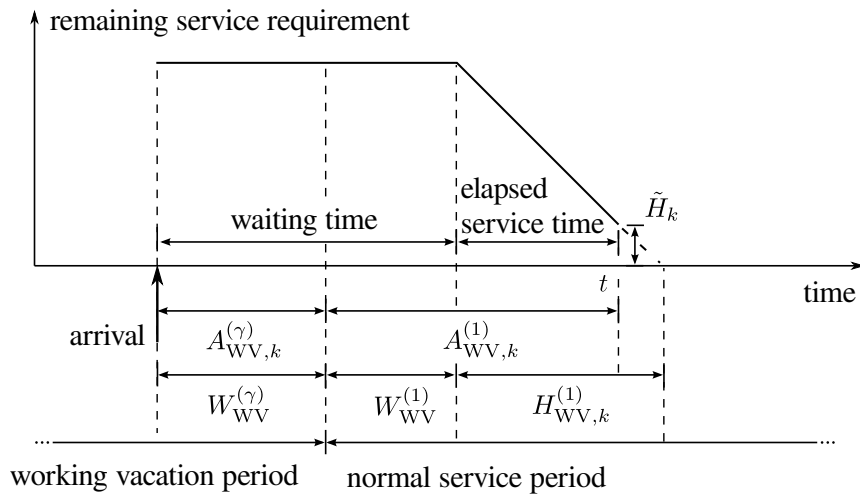 remaining service requirement
elapsed
waiting time service time
H̃_k
t
time
arrival
A_{WV,k}^{(γ)} A_{WV,k}^{(1)}
W_{WV}^{(γ)} W_{WV}^{(1)} H_{WV,k}^{(1)}
... ...
working vacation period normal service period